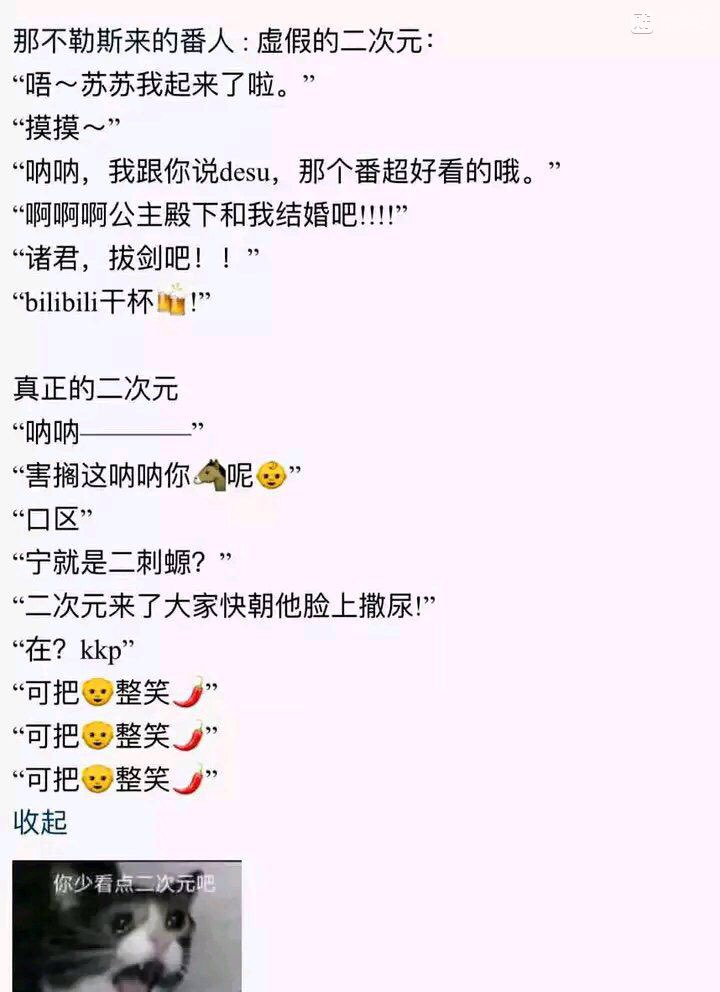 那不勒斯来的番人 : 虚假的二次元：
“唔～苏苏我起来了啦。”
“摸摸～”
“呐呐，我跟你说desu，那个番超好看的哦。”
“啊啊啊公主殿下和我结婚吧!!!!”
“诸君，拔剑吧！！”
“bilibili干杯🍻!”
真正的二次元
“呐呐————”
“害搁这呐呐你🐴呢👶”
“口区”
“宁就是二刺螈？”
“二次元来了大家快朝他脸上撒尿!”
“在？kkp”
“可把👴整笑🌶”
“可把👴整笑🌶”
“可把👴整笑🌶”
收起
你少看点二次元吧